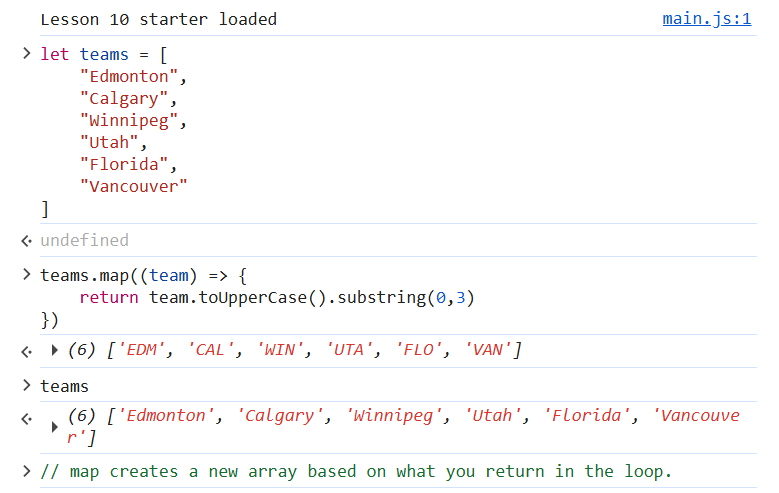 Lesson 10 starter loaded main.js:1
let teams = [
"Edmonton",
"Calgary",
"Winnipeg",
"Utah",
"Florida",
"Vancouver"
]
undefined
teams.map((team) => {
return team.toUpperCase().substring(0,3)
})
(6) ['EDM', 'CAL', 'WIN', 'UTA', 'FLO', 'VAN']
teams
(6) ['Edmonton', 'Calgary', 'Winnipeg', 'Utah', 'Florida', 'Vancouve
r']
// map creates a new array based on what you return in the loop.